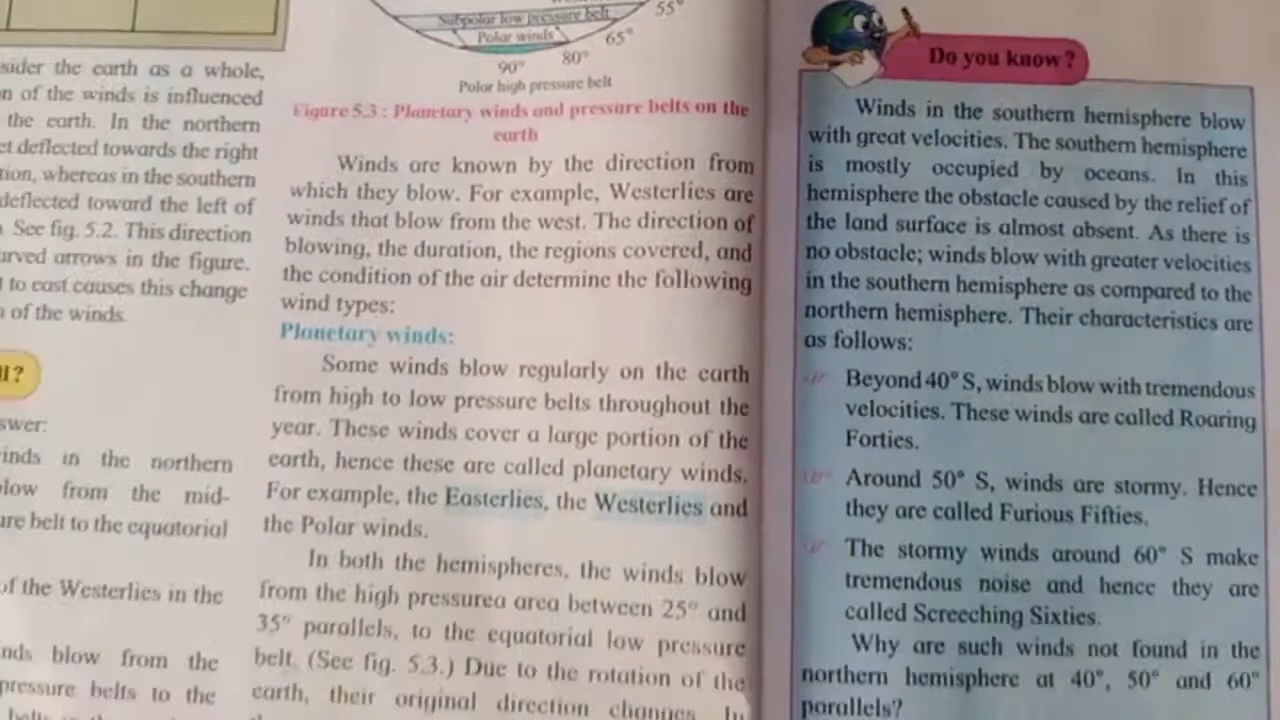 sider the earth as a whole,
of the winds is influenced
the earth. In the northern
deflected towards the right
whereas in the southern
deflected toward the left of
See fig. 5.2. This direction
arrows in the figure.
to east causes this change
of the winds.
?
swer:
inds in the northern
low from the mid-
are belt to the equatorial
of the Westerlies in the
nds blow from the
pressure belts to the
Subpolar low pressure belt
55°
Polar winds
65°
80°
90°
Polor high pressure belt
Figure 5.3 : Planetary winds and pressure belts on the
earth
Winds are known by the direction from
which they blow. For example, Westerlies are
winds that blow from the west. The direction of
blowing, the duration, the regions covered, and
the condition of the air determine the following
wind types:
Planetary winds:
Some winds blow regularly on the earth
from high to low pressure belts throughout the
year. These winds cover a large portion of the
earth, hence these are called planetary winds.
For example, the Easterlies, the Westerlies and
the Polar winds.
In both the hemispheres, the winds blow
from the high pressurea area between 25° and
35° parallels, to the equatorial low pressure
belt. (See fig. 5.3.) Due to the rotation of the
earth, their original direction changes. In
Do you know?
Winds in the southern hemisphere blow
with great velocities. The southern hemisphere
is mostly occupied by oceans. In this
hemisphere the obstacle caused by the relief of
the land surface is almost absent. As there is
no obstacle; winds blow with greater velocities
in the southern hemisphere as compared to the
northern hemisphere. Their characteristics are
as follows:
Beyond 40° S, winds blow with tremendous
velocities. These winds are called Roaring
Forties.
Around 50° S, winds are stormy. Hence
they are called Furious Fifties.
The stormy winds around 60° S make
tremendous noise and hence they are
called Screeching Sixties.
Why are such winds not found in the
northern hemisphere at 40°, 50° and 60°
parallels?